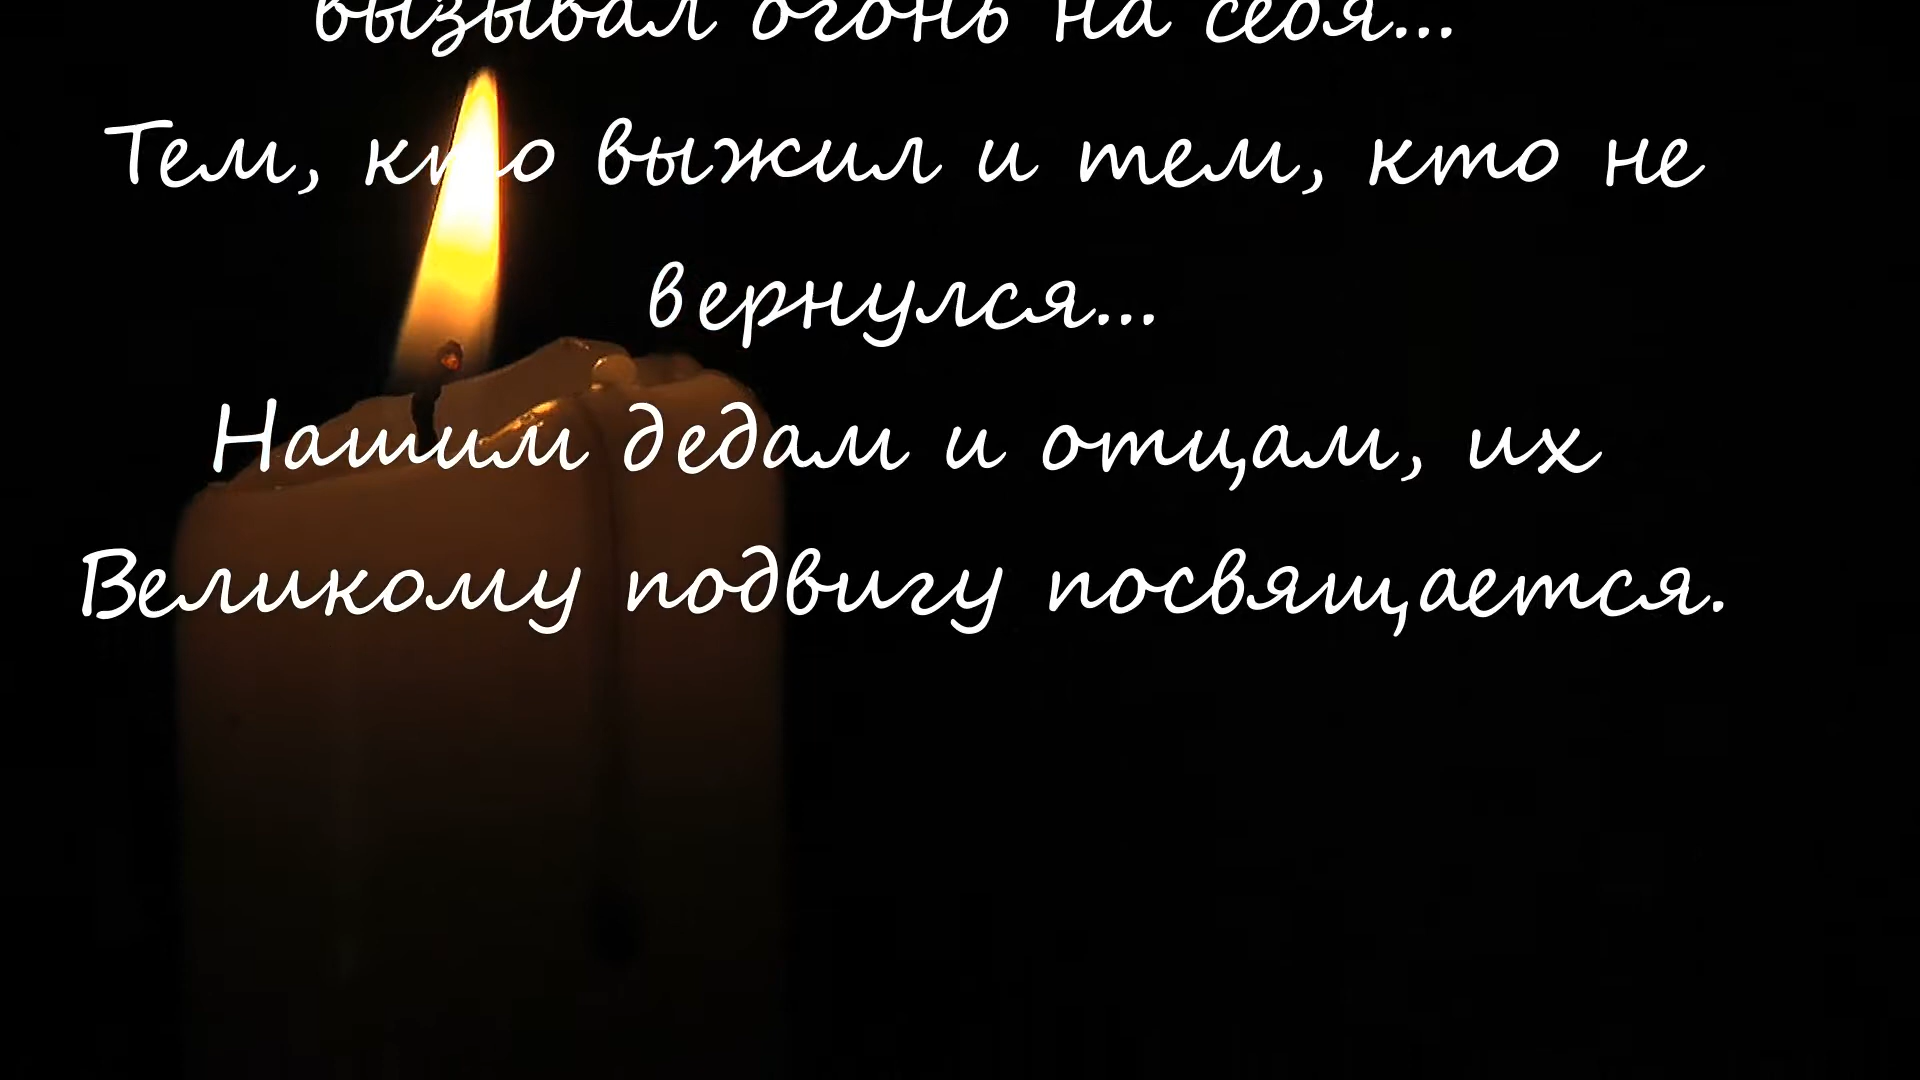 вызывал огонь на себя...
Тем, кто выжил и тем, кто не
вернулся...
Нашим дедам и отцам, их
Великому подвигу посвящается.